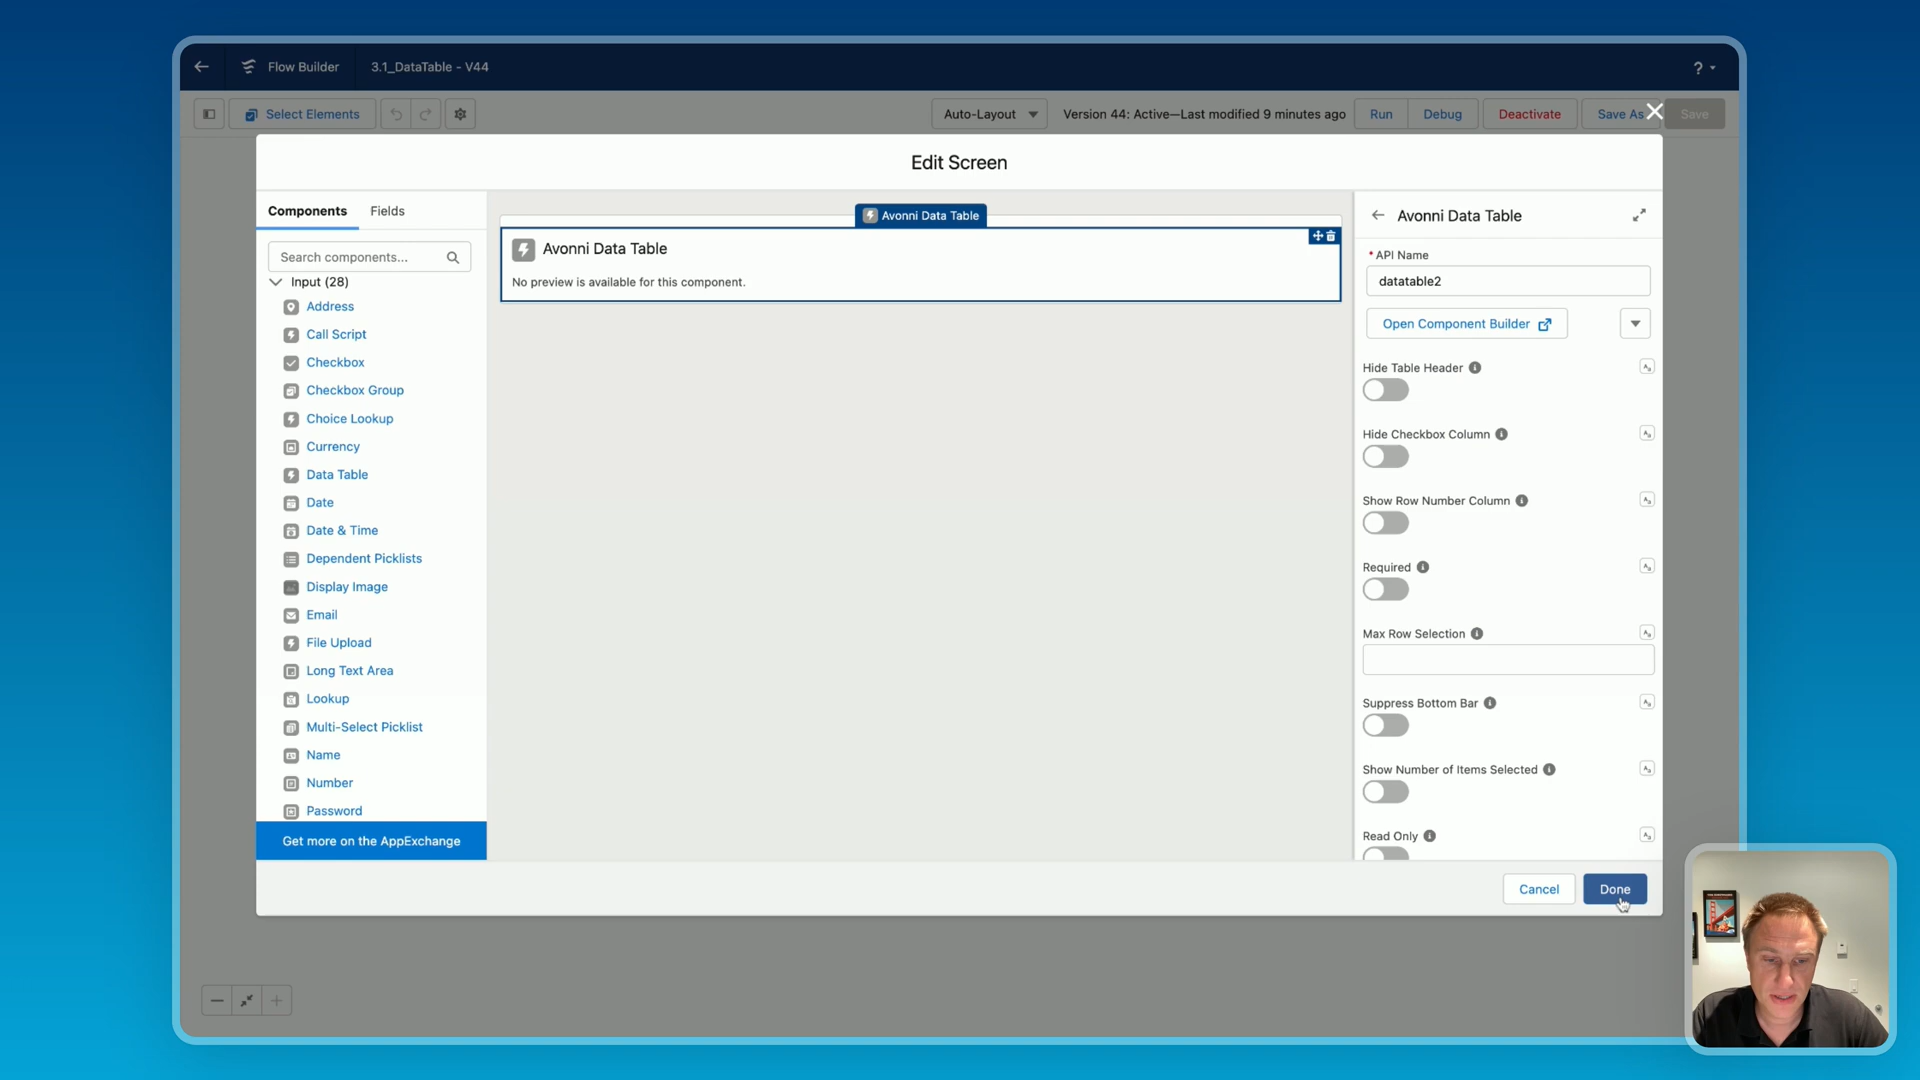 Flow Builder
3.1_DataTable - V44
?
Select Elements
Auto-Layout
Version 44: Active—Last modified 9 minutes ago
Run
Debug
Deactivate
Save As
Save
Edit Screen
Components
Fields
Search components...
Input (28)
Address
Call Script
Checkbox
Checkbox Group
Choice Lookup
Currency
Data Table
Date
Date & Time
Dependent Picklists
Display Image
Email
File Upload
Long Text Area
Lookup
Multi-Select Picklist
Name
Number
Password
Get more on the AppExchange
Avonni Data Table
Avonni Data Table
No preview is available for this component.
Avonni Data Table
* API Name
datatable2
Open Component Builder
Hide Table Header
Hide Checkbox Column
Show Row Number Column
Required
Max Row Selection
Suppress Bottom Bar
Show Number of Items Selected
Read Only
Cancel
Done